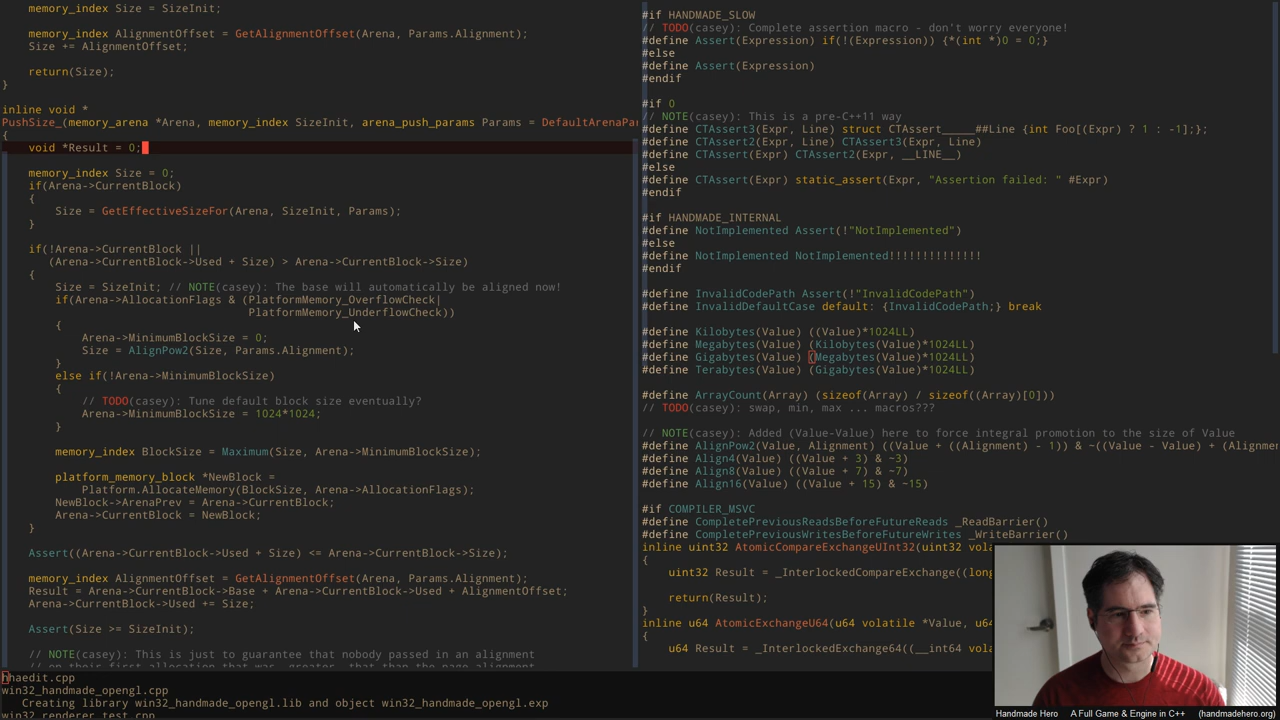 memory_index Size = SizeInit;
memory_index AlignmentOffset = GetAlignmentOffset(Arena, Params.Alignment);
Size += AlignmentOffset;
return(Size);
}
inline void *
PushSize_(memory_arena *Arena, memory_index SizeInit, arena_push_params Params = DefaultArenaPar
{
void *Result = 0;
memory_index Size = 0;
if(Arena->CurrentBlock)
{
Size = GetEffectiveSizeFor(Arena, SizeInit, Params);
}
if(!Arena->CurrentBlock ||
(Arena->CurrentBlock->Used + Size) > Arena->CurrentBlock->Size)
{
Size = SizeInit; // NOTE(casey): The base will automatically be aligned now!
if(Arena->AllocationFlags & (PlatformMemory_OverflowCheck|
PlatformMemory_UnderflowCheck))
{
Arena->MinimumBlockSize = 0;
Size = AlignPow2(Size, Params.Alignment);
}
else if(!Arena->MinimumBlockSize)
{
// TODO(casey): Tune default block size eventually?
Arena->MinimumBlockSize = 1024*1024;
}
memory_index BlockSize = Maximum(Size, Arena->MinimumBlockSize);
platform_memory_block *NewBlock =
Platform.AllocateMemory(BlockSize, Arena->AllocationFlags);
NewBlock->ArenaPrev = Arena->CurrentBlock;
Arena->CurrentBlock = NewBlock;
}
Assert((Arena->CurrentBlock->Used + Size) <= Arena->CurrentBlock->Size);
memory_index AlignmentOffset = GetAlignmentOffset(Arena, Params.Alignment);
Result = Arena->CurrentBlock->Base + Arena->CurrentBlock->Used + AlignmentOffset;
Arena->CurrentBlock->Used += Size;
Assert(Size >= SizeInit);
// NOTE(casey): This is just to guarantee that nobody passed in an alignment
// on their first allocation that was _greater_ that than the page alignment
#if HANDMADE_SLOW
// TODO(casey): Complete assertion macro - don't worry everyone!
#define Assert(Expression) if(!(Expression)) {*(int *)0 = 0;}
#else
#define Assert(Expression)
#endif
#if 0
// NOTE(casey): This is a pre-C++11 way
#define CTAssert3(Expr, Line) struct CTAssert_____##Line {int Foo[(Expr) ? 1 : -1];};
#define CTAssert2(Expr, Line) CTAssert3(Expr, Line)
#define CTAssert(Expr) CTAssert2(Expr, __LINE__)
#else
#define CTAssert(Expr) static_assert(Expr, "Assertion failed: " #Expr)
#endif
#if HANDMADE_INTERNAL
#define NotImplemented Assert(!"NotImplemented")
#else
#define NotImplemented NotImplemented!!!!!!!!!!!!!!
#endif
#define InvalidCodePath Assert(!"InvalidCodePath")
#define InvalidDefaultCase default: {InvalidCodePath;} break
#define Kilobytes(Value) ((Value)*1024LL)
#define Megabytes(Value) (Kilobytes(Value)*1024LL)
#define Gigabytes(Value) (Megabytes(Value)*1024LL)
#define Terabytes(Value) (Gigabytes(Value)*1024LL)
#define ArrayCount(Array) (sizeof(Array) / sizeof((Array)[0]))
// TODO(casey): swap, min, max ... macros???
// NOTE(casey): Added (Value-Value) here to force integral promotion to the size of Value
#define AlignPow2(Value, Alignment) ((Value + ((Alignment) - 1)) & ~((Value - Value) + (Alignme
#define Align4(Value) ((Value + 3) & ~3)
#define Align8(Value) ((Value + 7) & ~7)
#define Align16(Value) ((Value + 15) & ~15)
#if COMPILER_MSVC
#define CompletePreviousReadsBeforeFutureReads _ReadBarrier()
#define CompletePreviousWritesBeforeFutureWrites _WriteBarrier()
inline uint32 AtomicCompareExchangeUInt32(uint32 vola
{
uint32 Result = _InterlockedCompareExchange((long
return(Result);
}
inline u64 AtomicExchangeU64(u64 volatile *Value, u64
{
u64 Result = _InterlockedExchange64((__int64 vola
hhaedit.cpp
win32_handmade_opengl.cpp
Creating library win32_handmade_opengl.lib and object win32_handmade_opengl.exp
win32_renderer_test.cpp
Handmade Hero A Full Game & Engine in C++ (handmadehero.org)